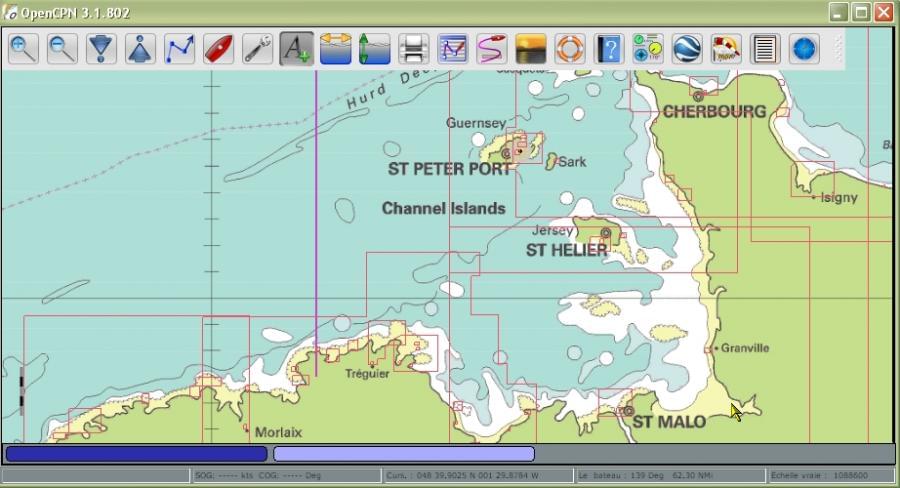 OpenCPN 3.1.802
A
?
Hurd Dee
Casquets
CHERBOURG
Guernsey
ST PETER PORT
Sark
Isigny
Channel Islands
Jersey
ST HELIER
Granville
Tréguier
ST MALO
Morlaix
SOG: ----- kts COG: ----- Deg
Curs. : 048 39.9025 N 001 29.8784 W
Le bateau : 139 Deg 62.30 NMi
Echelle vraie : 1088600